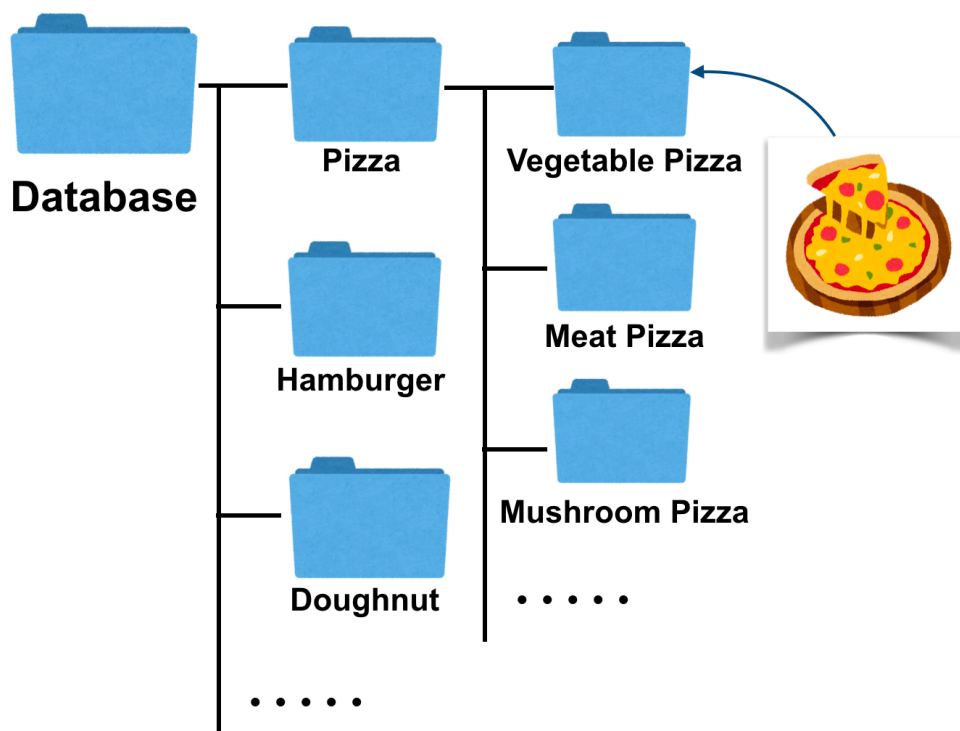 Database
Pizza
Hamburger
Doughnut
.....
Vegetable Pizza
Meat Pizza
Mushroom Pizza
.....